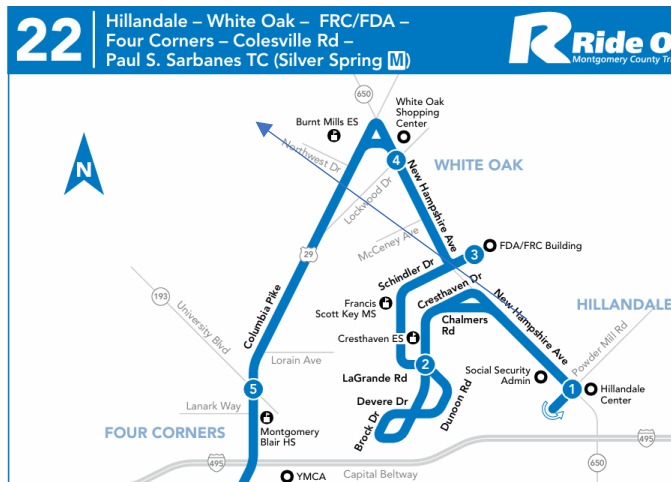 22
Hillandale – White Oak – FRC/FDA –
Four Corners – Colesville Rd –
Paul S. Sarbanes TC (Silver Spring M)
Ride O
Montgomery County Tra
650
White Oak
Shopping
Center
Burnt Mills ES
Northwest Dr
N
4
WHITE OAK
Lockwood Dr
New Hampshire Ave
McCeney Ave
29
3
FDA/FRC Building
Schindler Dr
Cresthaven Dr
193
University Blvd
Columbia Pike
Francis
Scott Key MS
New Hampshire Ave
HILLANDALE
Chalmers
Rd
Powder Mill Rd
Cresthaven ES
Lorain Ave
2
Social Security
Admin
LaGrande Rd
1
Hillandale
Center
5
Devere Dr
Dunoon Rd
Lanark Way
Brock Dr
FOUR CORNERS
Montgomery
Blair HS
495
495
650
YMCA
Capital Beltway